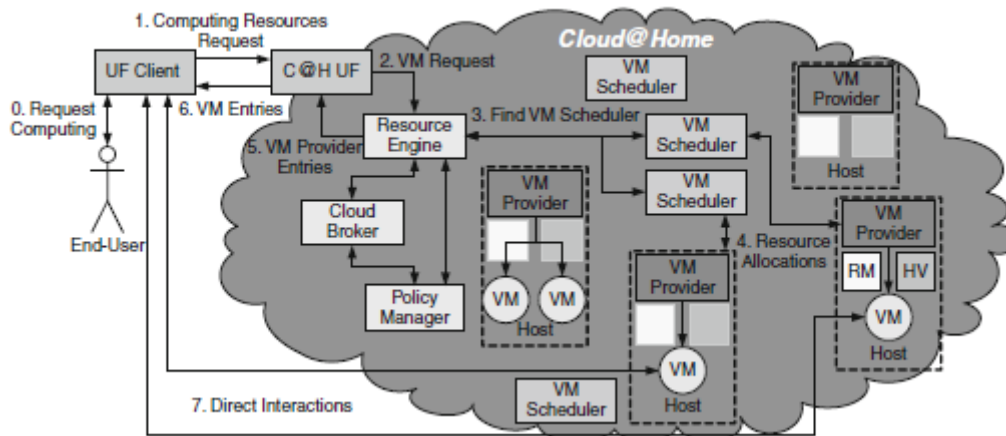 1. Computing Resources
Request
Cloud@Home
UF Client
C@H UF
2. VM Request
VM
Scheduler
VM
Provider
Host
0. Request
Computing
6. VM Entries
3. Find VM Scheduler
Resource
Engine
VM
Scheduler
5. VM Provider
Entries
VM
Scheduler
VM
Provider
VM
VM
Host
Cloud
Broker
End-User
4. Resource
Allocations
VM
Provider
RM
HV
VM
Host
VM
Provider
VM
Host
Policy
Manager
7. Direct Interactions
VM
Scheduler